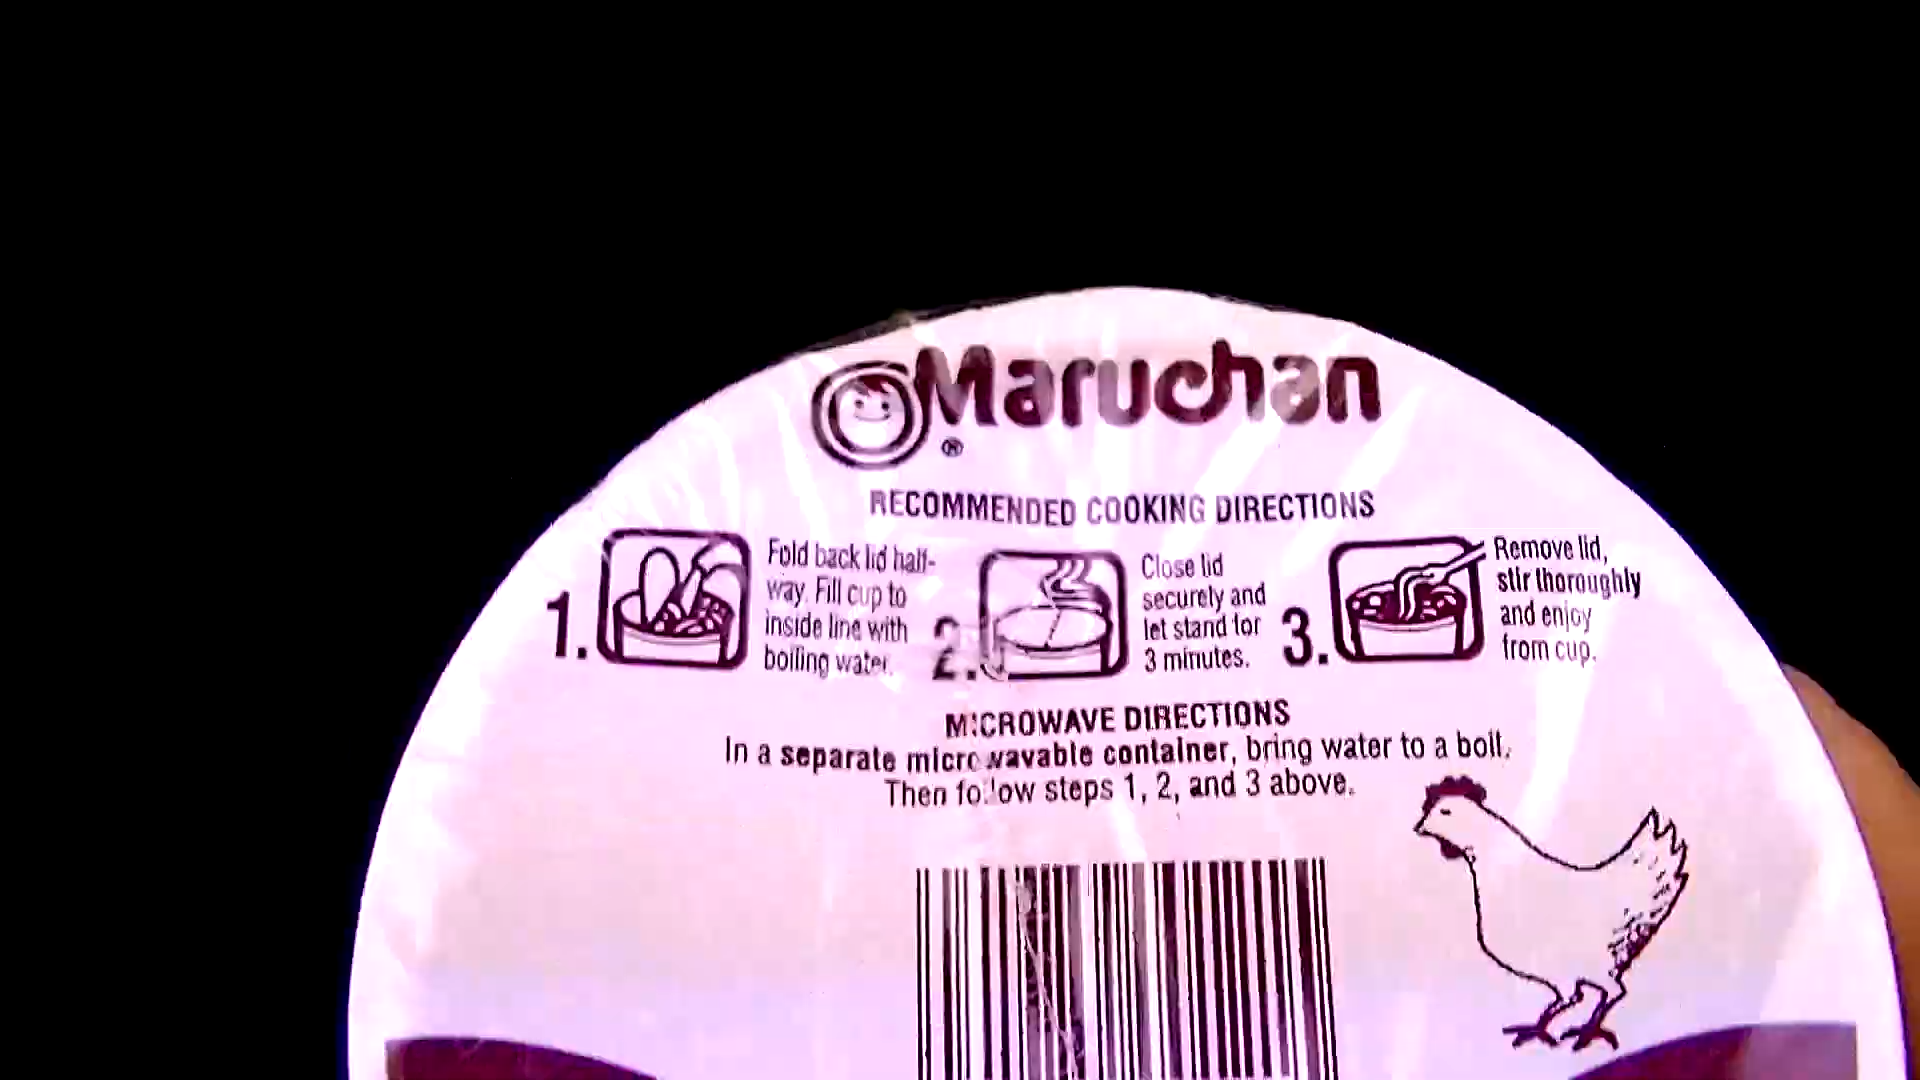 Maruchan
®
RECOMMENDED COOKING DIRECTIONS
1.
Fold back lid half-
way. Fill cup to
inside line with
boiling water.
2.
Close lid
securely and
let stand for
3 minutes.
3.
Remove lid,
stir thoroughly
and enjoy
from cup.
MICROWAVE DIRECTIONS
In a separate microwavable container, bring water to a boil.
Then follow steps 1, 2, and 3 above.